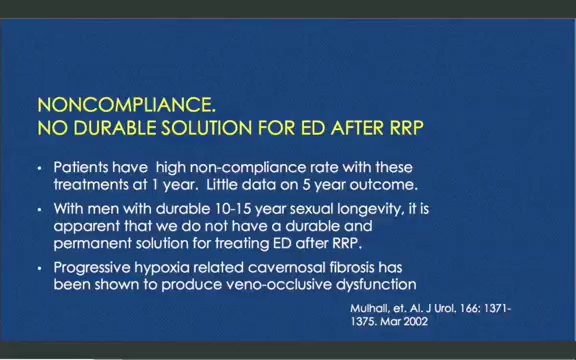 NONCOMPLIANCE.
NO DURABLE SOLUTION FOR ED AFTER RRP
• Patients have high non-compliance rate with these
treatments at 1 year. Little data on 5 year outcome.
• With men with durable 10-15 year sexual longevity, it is
apparent that we do not have a durable and
permanent solution for treating ED after RRP.
• Progressive hypoxia related cavernosal fibrosis has
been shown to produce veno-occlusive dysfunction
Mulhall, et. Al. J Urol. 166: 1371-
1375. Mar 2002